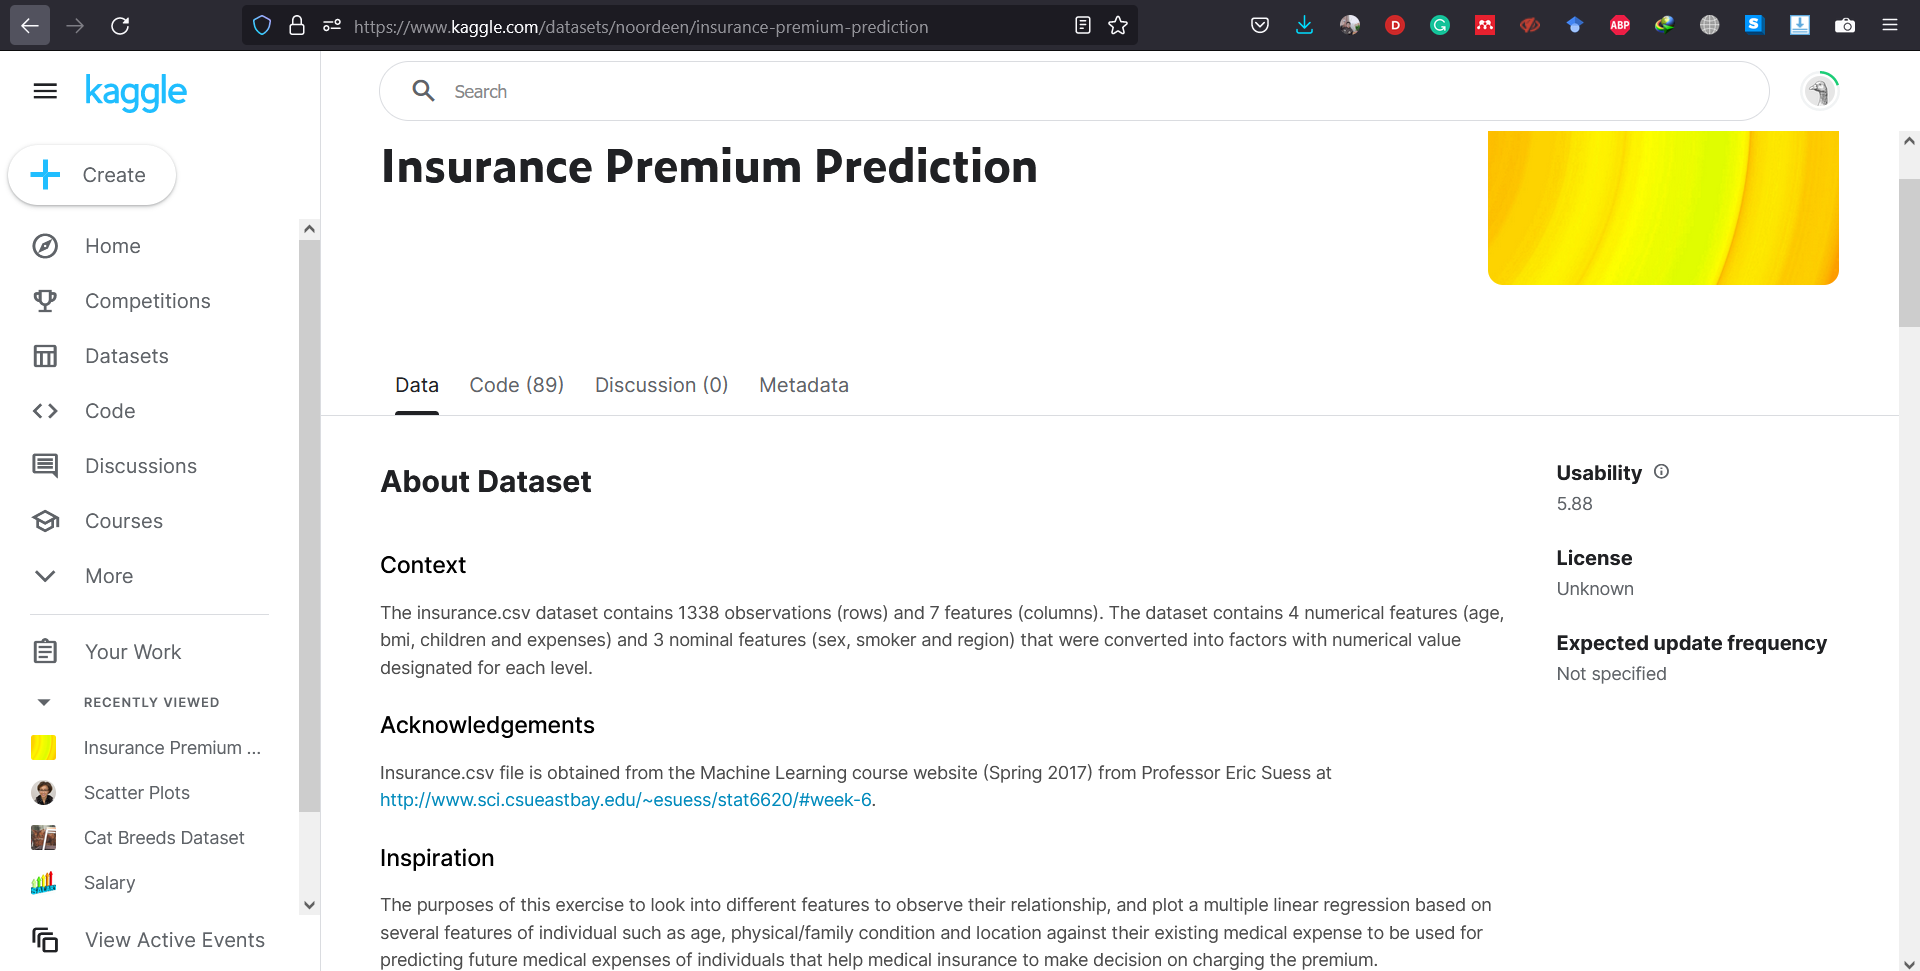 https://www.kaggle.com/datasets/noordeen/insurance-premium-prediction
D
G
ABP
S
kaggle
Search
Create
Home
Competitions
Datasets
Code
Discussions
Courses
More
Your Work
RECENTLY VIEWED
Insurance Premium ...
Scatter Plots
Cat Breeds Dataset
Salary
View Active Events
Insurance Premium Prediction
Data
Code (89)
Discussion (0)
Metadata
About Dataset
Context
The insurance.csv dataset contains 1338 observations (rows) and 7 features (columns). The dataset contains 4 numerical features (age,
bmi, children and expenses) and 3 nominal features (sex, smoker and region) that were converted into factors with numerical value
designated for each level.
Acknowledgements
Insurance.csv file is obtained from the Machine Learning course website (Spring 2017) from Professor Eric Suess at
http://www.sci.csueastbay.edu/~esuess/stat6620/#week-6.
Inspiration
The purposes of this exercise to look into different features to observe their relationship, and plot a multiple linear regression based on
several features of individual such as age, physical/family condition and location against their existing medical expense to be used for
predicting future medical expenses of individuals that help medical insurance to make decision on charging the premium.
Usability
5.88
License
Unknown
Expected update frequency
Not specified